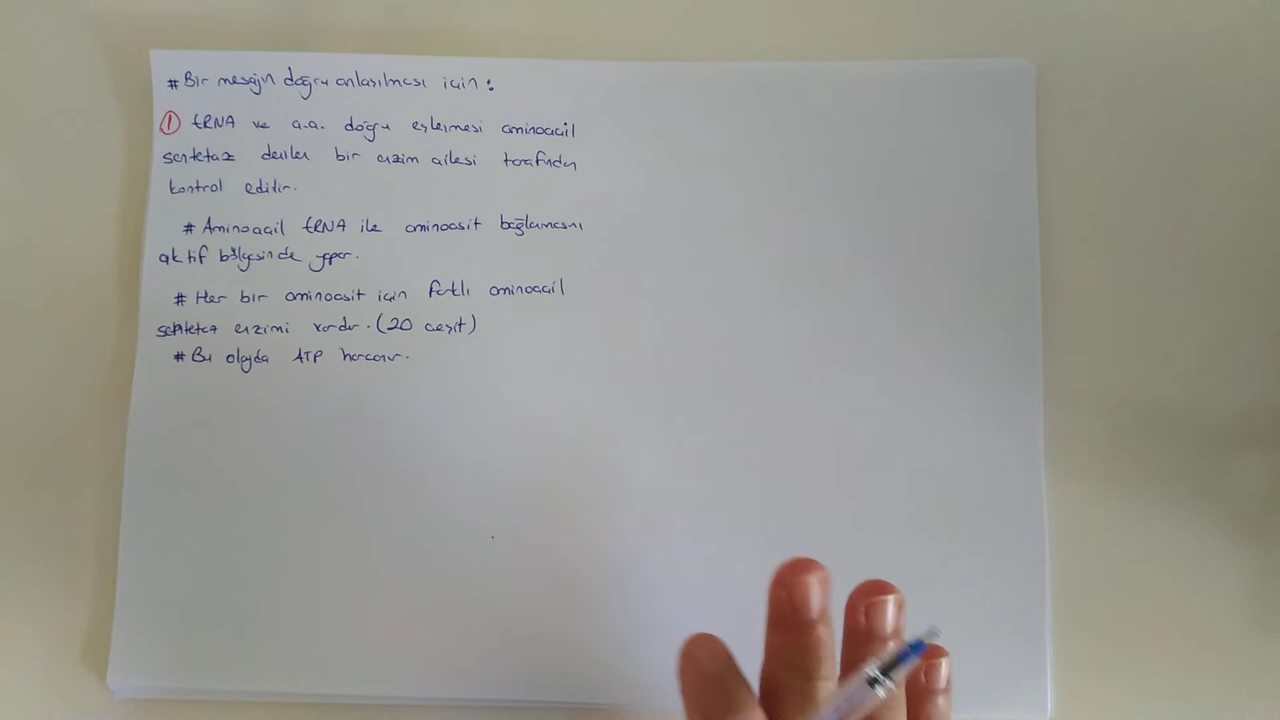 # Bir mesajın doğru anlaşılması için :
① tRNA ve a.a. doğru eşlemesi aminoacil
sentetaz denilen bir enzim ailesi tarafından
kontrol edilir.
# Aminoacil tRNA ile aminoasit bağlamasını
aktif bölgesinde yapar.
# Her bir aminoasit için farklı aminoacil
sentetaz enzimi vardır. (20 çeşit)
# Bu olayda ATP harcanır.